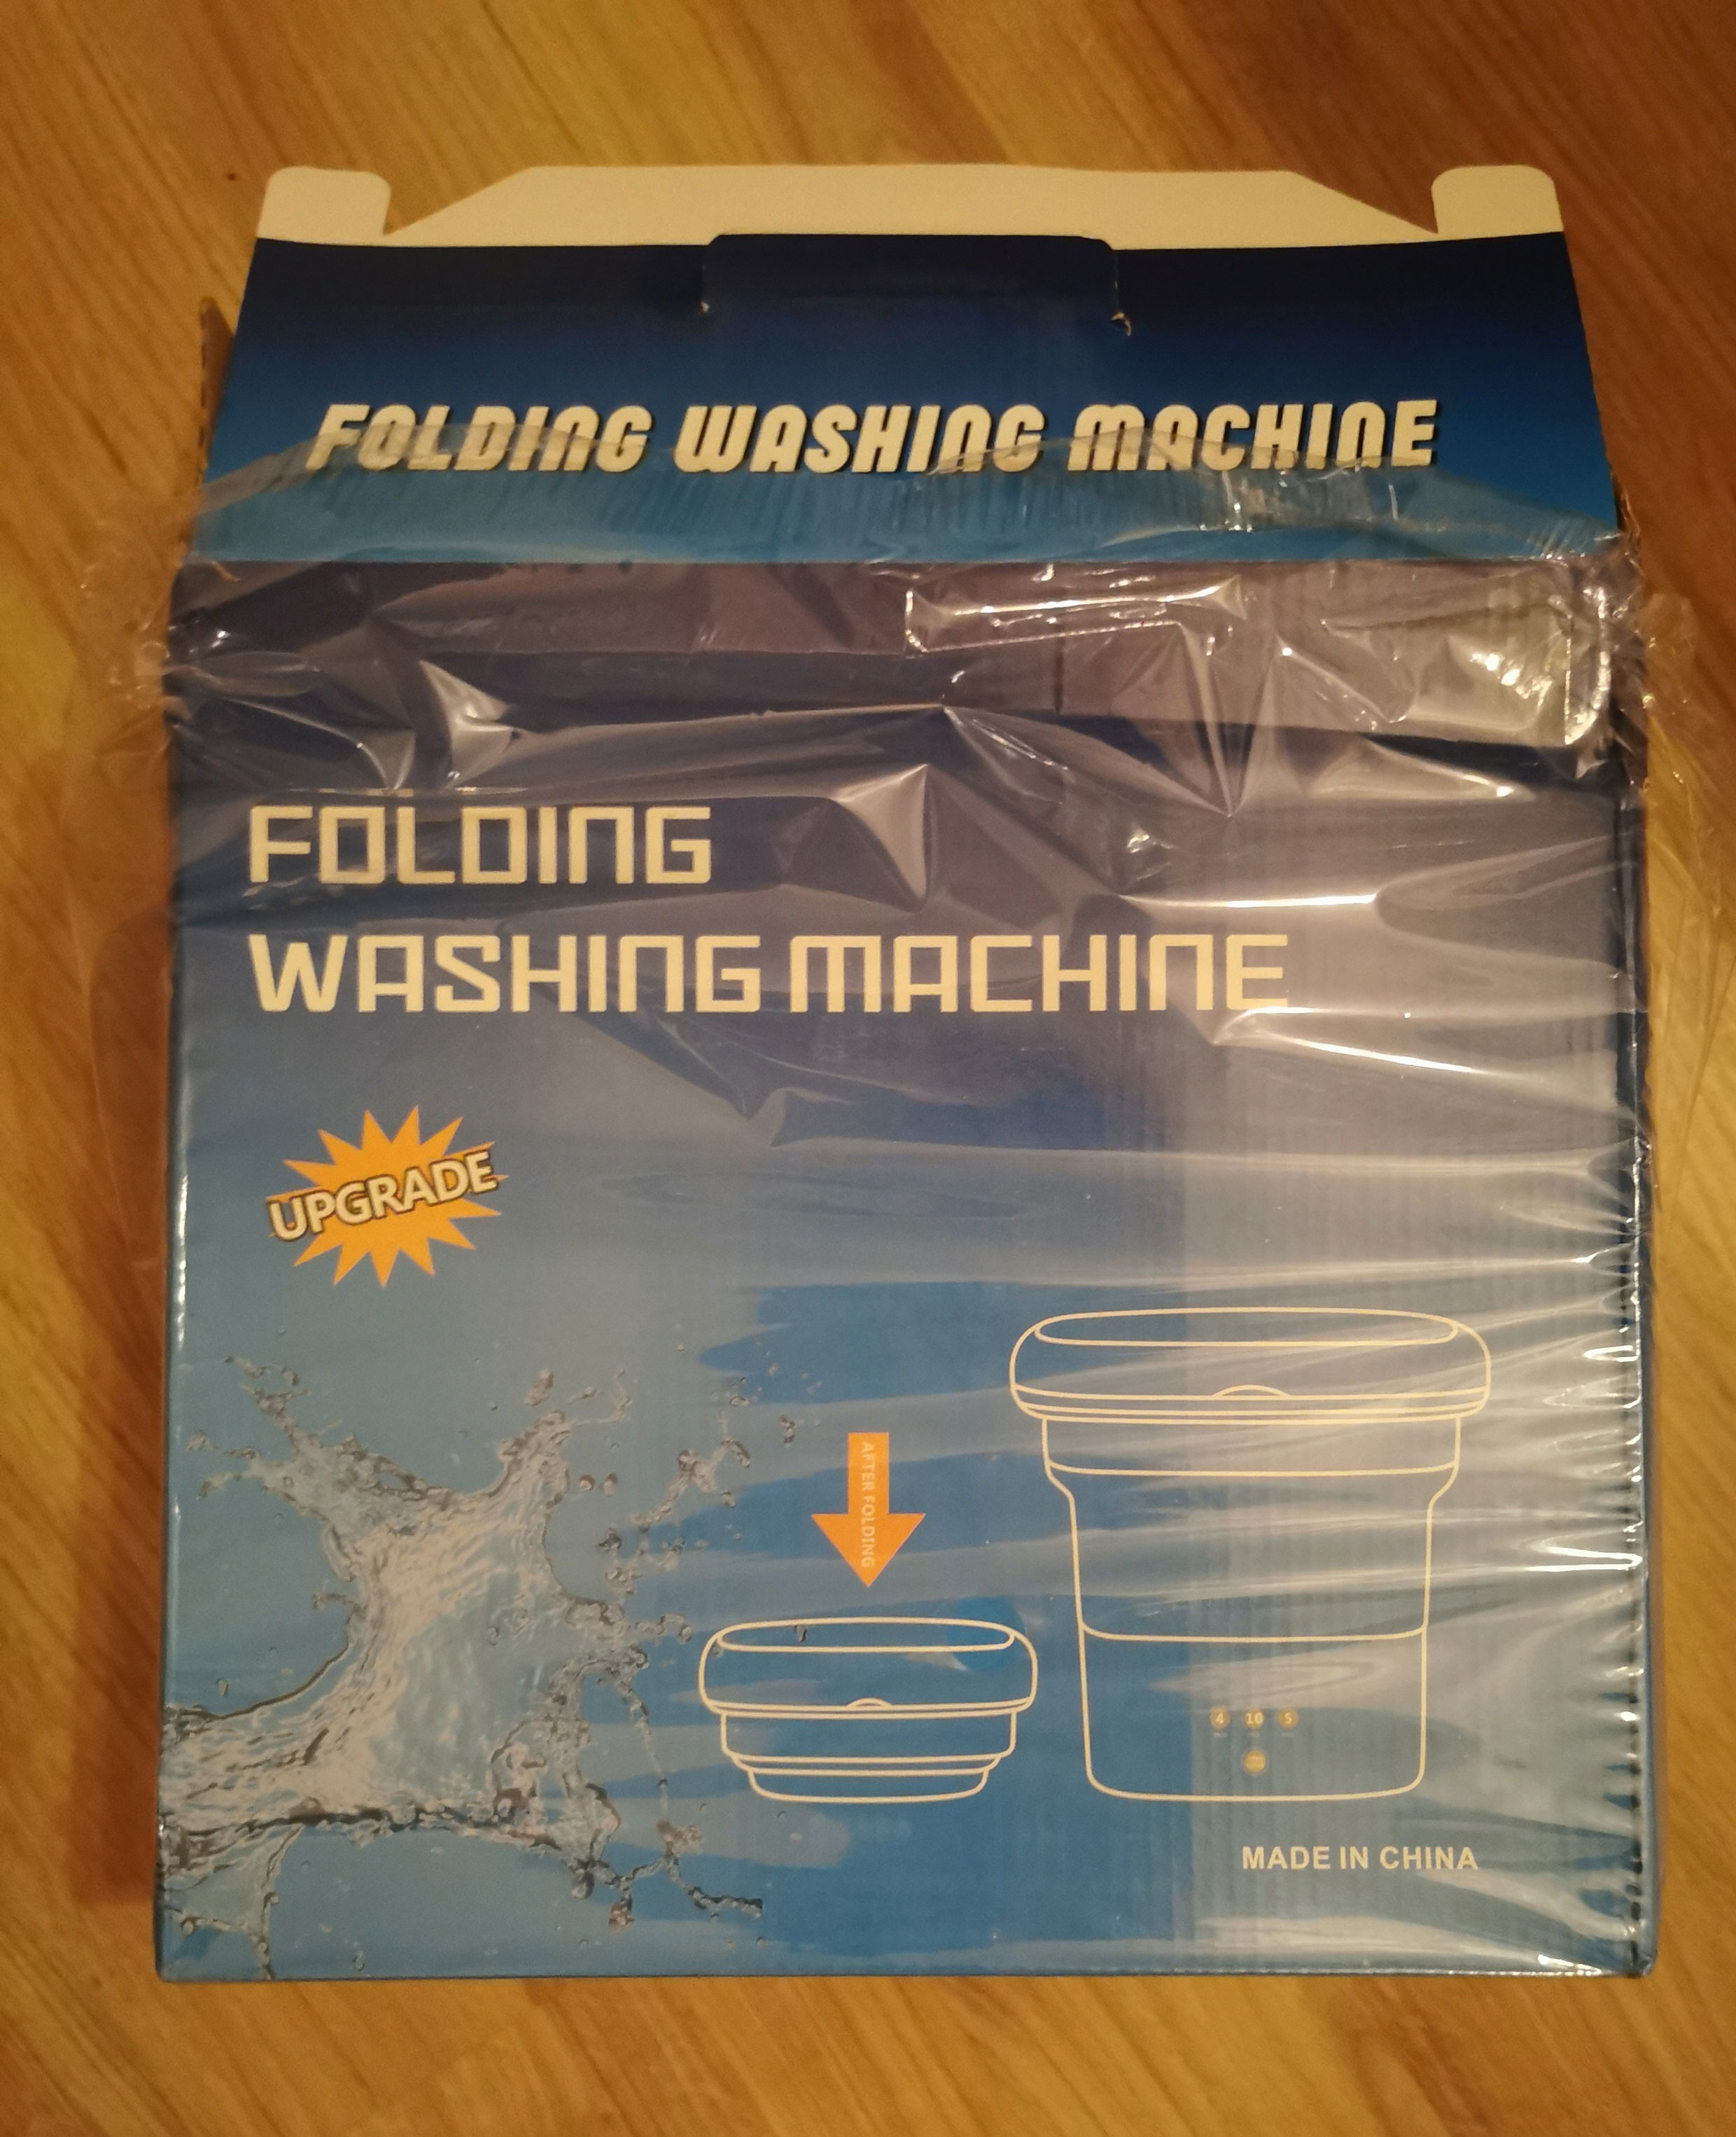 FOLDING WASHING MACHINE
FOLDING
WASHING MACHINE
UPGRADE
AFTER FOLDING
4 10 5
MADE IN CHINA